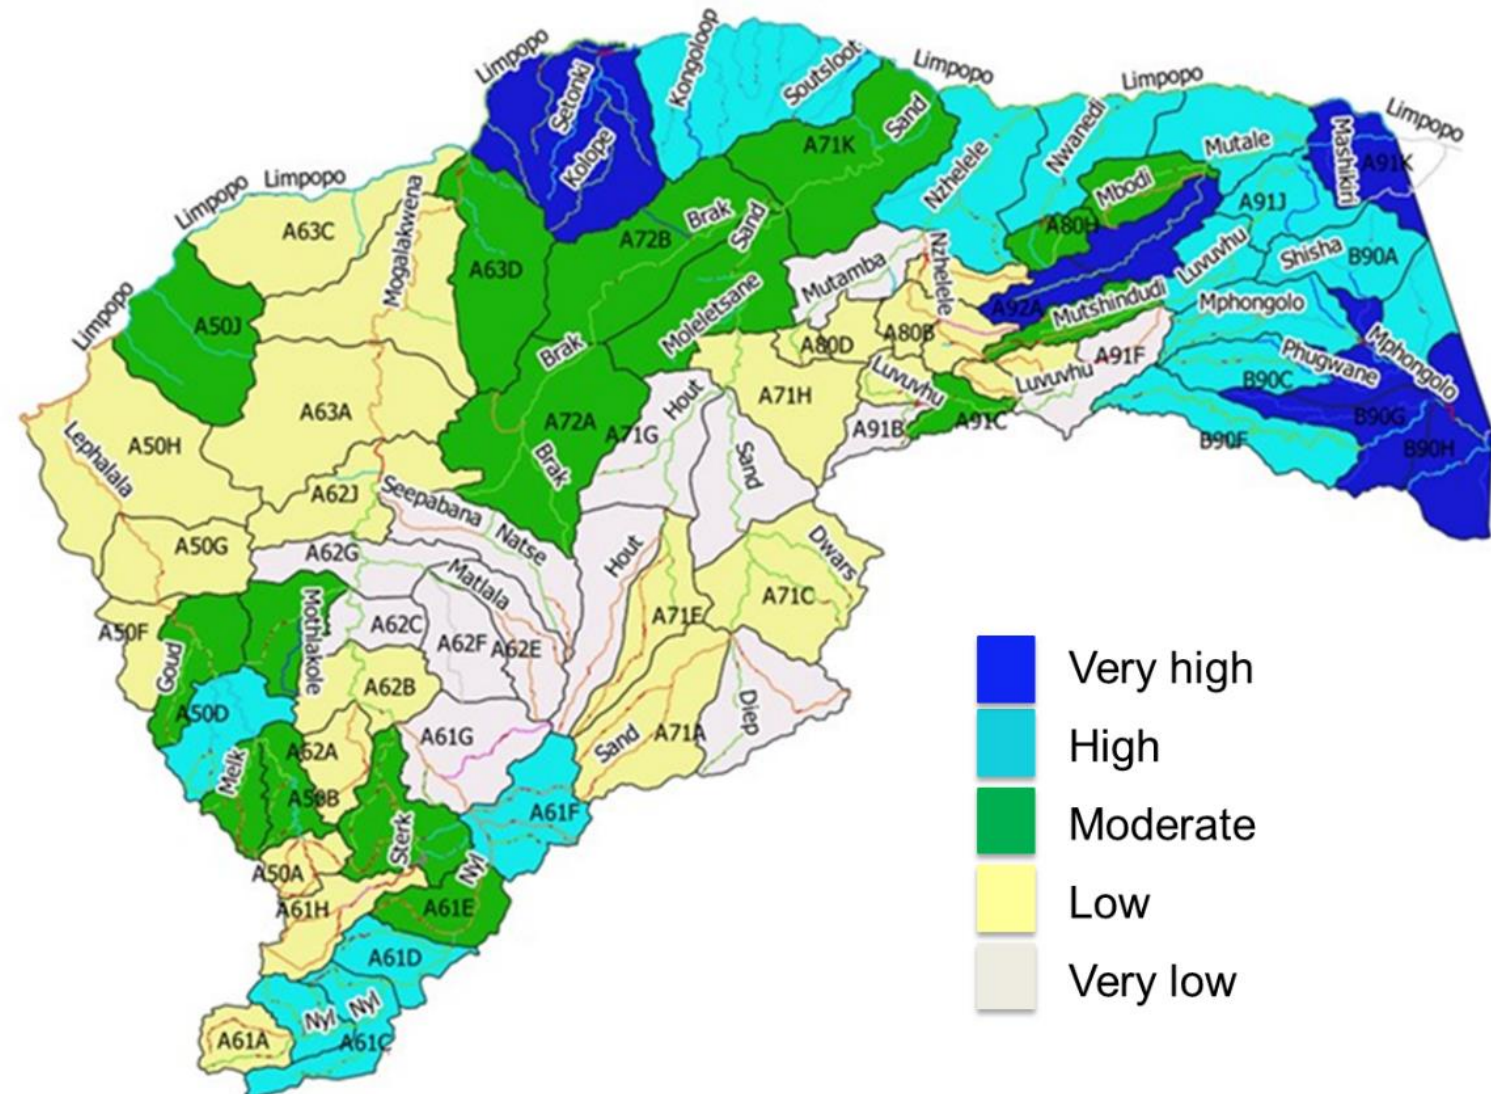 Limpopo
Setonki
Kolope
Kongoloop
Soutsloot
Limpopo
Limpopo
Limpopo
Sand
A71K
Nzhelele
Nwanedi
Mutale
Mashikiri
A91K
Limpopo
Limpopo
A63C
Mogalakwena
Mbodi
A80H
A91J
A72B
Brak
Sand
A63D
Mutamba
Nzhelele
Luvuvhu
Shisha
B90A
Limpopo
A50J
Moleletsane
A92A
Mutshindudi
Mphongolo
Brak
A80D
A80B
A91F
Phugwane
Mphongolo
A63A
A72A
A71G
Hout
A71H
Luvuvhu
Luvuvhu
B90C
A50H
Lephalala
Brak
Sand
A91B
A91C
B90F
B90G
B90H
A62J
Seepabana
Natse
A50G
A62G
Matlala
Hout
Dwars
A50F
Goud
Mothlakole
A62C
A62F
A62E
A71E
A71C
A50D
A62B
Melk
A62A
A61G
Sand
A71A
Diep
A50B
Sterk
A61F
A50A
Nyl
A61H
A61E
A61D
Nyl
Nyl
A61A
A61C
Very high
High
Moderate
Low
Very low